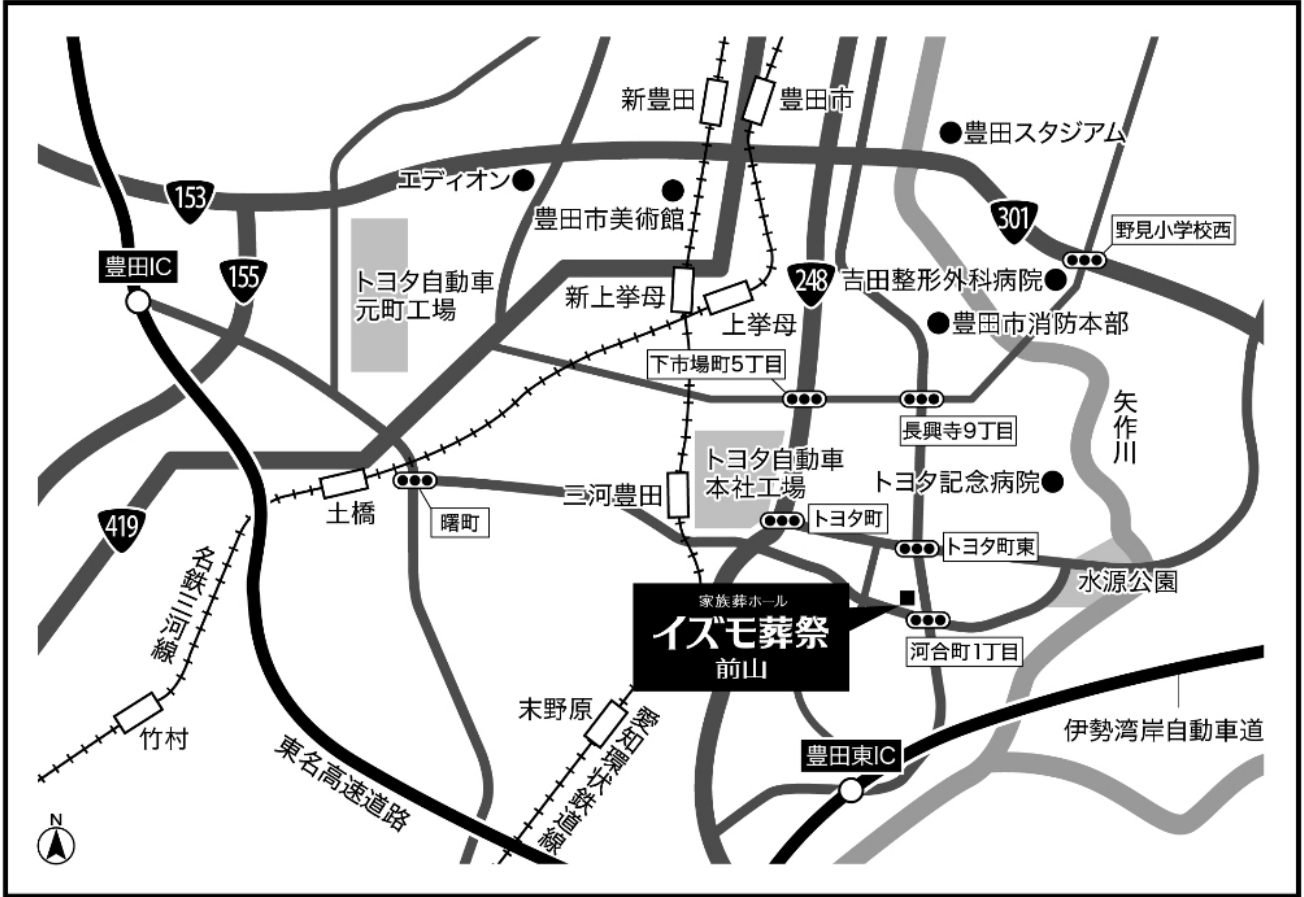 新豊田
豊田市
豊田スタジアム
エディオン
153
豊田市美術館
301
野見小学校西
豊田IC
155
トヨタ自動車
元町工場
新上挙母
上挙母
248
吉田整形外科病院
豊田市消防本部
下市場町5丁目
長興寺9丁目
矢作川
トヨタ自動車
本社工場
トヨタ記念病院
三河豊田
土橋
曙町
トヨタ町
トヨタ町東
419
名鉄三河線
水源公園
家族葬ホール
イズモ葬祭
前山
河合町1丁目
末野原
愛知環状鉄道線
竹村
東名高速道路
豊田東IC
伊勢湾岸自動車道
N